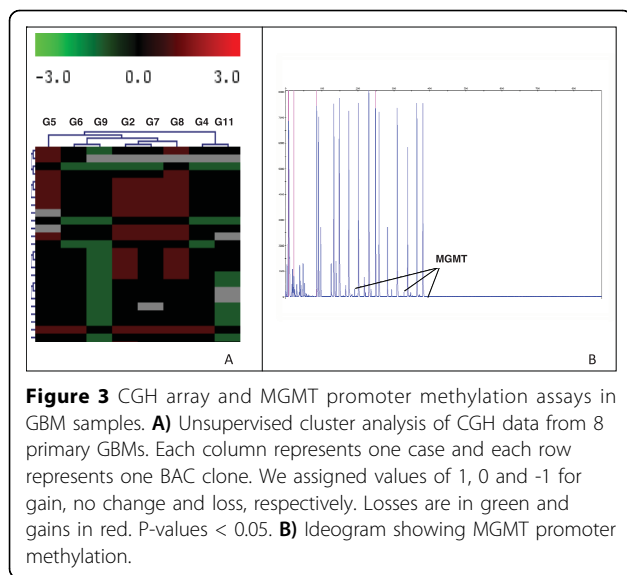 -3.0 0.0 3.0
G5 G6 G9 G2 G7 G8 G4 G11
A
MGMT
B
Figure 3 CGH array and MGMT promoter methylation assays in
GBM samples. A) Unsupervised cluster analysis of CGH data from 8
primary GBMs. Each column represents one case and each row
represents one BAC clone. We assigned values of 1, 0 and -1 for
gain, no change and loss, respectively. Losses are in green and
gains in red. P-values < 0.05. B) Ideogram showing MGMT promoter
methylation.